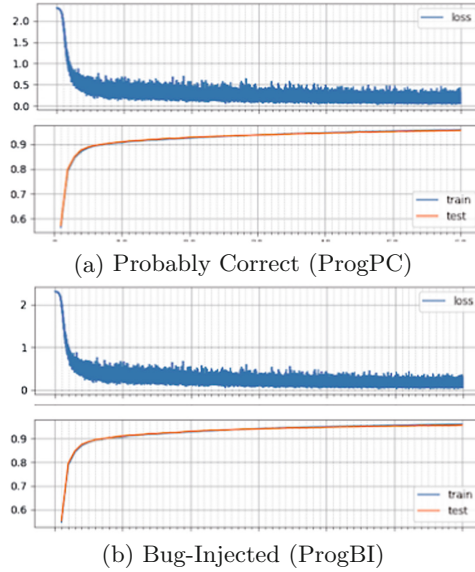 2.0
loss
1.5
1.0
0.5
0.0
0.9
0.8
0.7
train
0.6
test
(a) Probably Correct (ProgPC)
loss
2
1
0
0.9
0.8
0.7
train
0.6
test
(b) Bug-Injected (ProgBI)